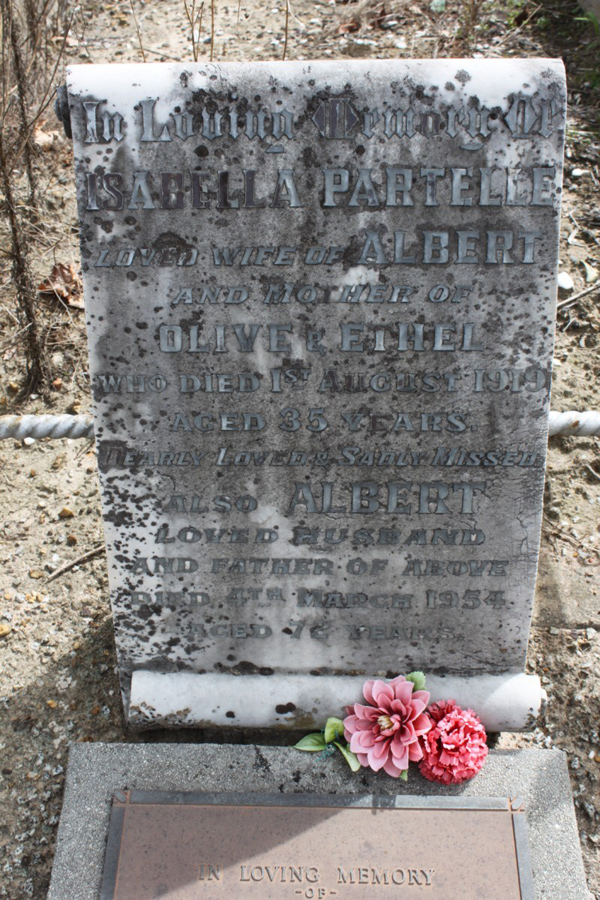 In Loving Memory Of
ISABELLA PARTELLE
LOVED WIFE OF ALBERT
AND MOTHER OF
OLIVE & ETHEL
WHO DIED 1ST AUGUST 1919
AGED 35 YEARS.
DEARLY LOVED & SADLY MISSED.
ALSO ALBERT
LOVED HUSBAND
AND FATHER OF ABOVE
DIED 4TH MARCH 1954
AGED YEARS.
IN LOVING MEMORY
-OF-